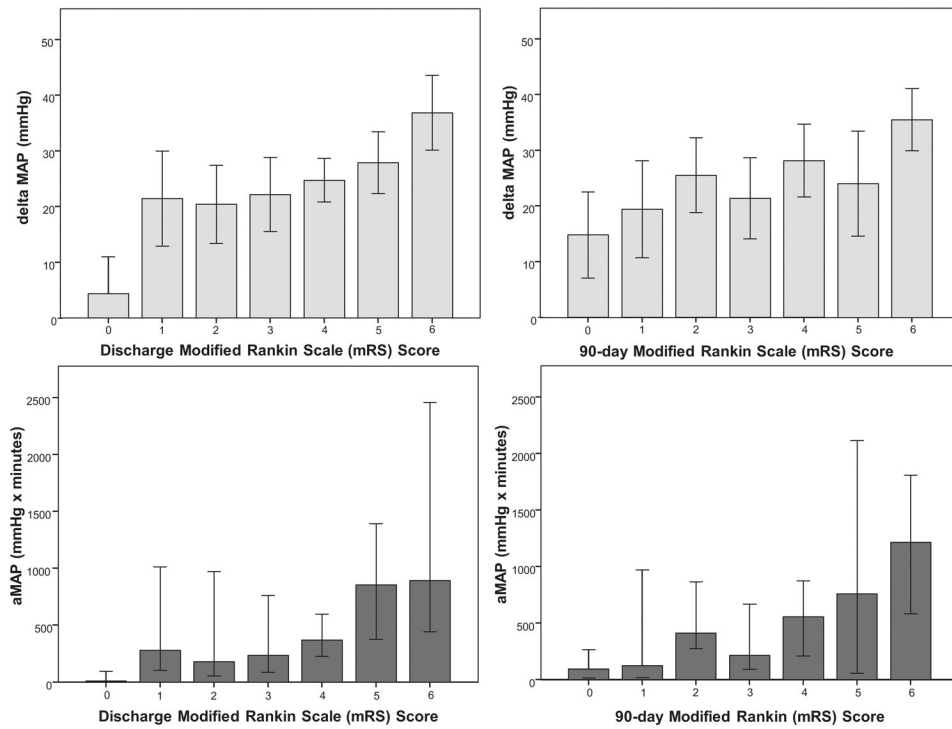 50
40
30
20
10
0
delta MAP (mmHg)
0 1 2 3 4 5 6
Discharge Modified Rankin Scale (mRS) Score
50
40
30
20
10
0
delta MAP (mmHg)
0 1 2 3 4 5 6
90-day Modified Rankin Scale (mRS) Score
2500
2000
1500
1000
500
0
aMAP (mmHg x minutes)
0 1 2 3 4 5 6
Discharge Modified Rankin Scale (mRS) Score
2500
2000
1500
1000
500
0
aMAP (mmHg x minutes)
0 1 2 3 4 5 6
90-day Modified Rankin (mRS) Score